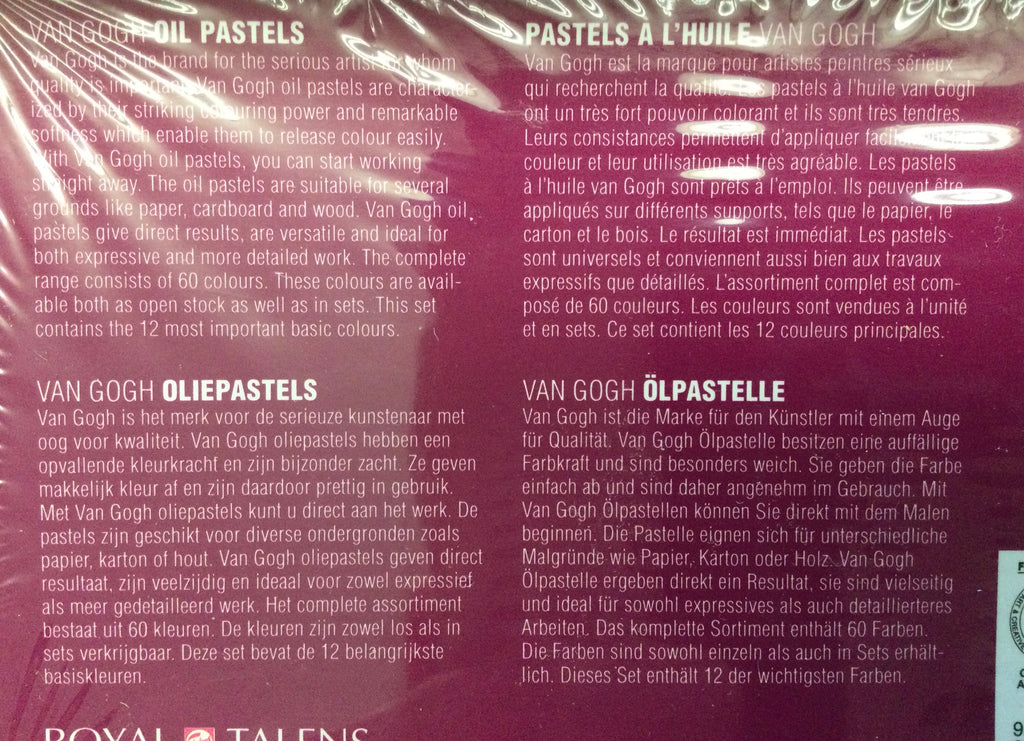 VAN GOGH OIL PASTELS
Van Gogh is the brand for the serious artist for whom
quality is important. Van Gogh oil pastels are character-
ized by their striking colouring power and remarkable
softness which enable them to release colour easily.
With Van Gogh oil pastels, you can start working
straight away. The oil pastels are suitable for several
grounds like paper, cardboard and wood. Van Gogh oil
pastels give direct results, are versatile and ideal for
both expressive and more detailed work. The complete
range consists of 60 colours. These colours are avail-
able both as open stock as well as in sets. This set
contains the 12 most important basic colours.
PASTELS À L'HUILE VAN GOGH
Van Gogh est la marque pour artistes peintres sérieux
qui recherchent la qualité. Les pastels à l'huile van Gogh
ont un très fort pouvoir colorant et ils sont très tendres.
Leurs consistances permettent d'appliquer
couleur et leur utilisation est très agréable. Les pastels
à l'huile van Gogh sont prêts à l'emploi. Ils peuvent être
appliqués sur différents supports, tels que le papier, le
carton et le bois. Le résultat est immédiat. Les pastels
sont universels et conviennent aussi bien aux travaux
expressifs que détaillés. L'assortiment complet est com-
posé de 60 couleurs. Les couleurs sont vendues à l'unité
et en sets. Ce set contient les 12 couleurs principales.
VAN GOGH OLIEPASTELS
Van Gogh is het merk voor de serieuze kunstenaar met
oog voor kwaliteit. Van Gogh oliepastels hebben een
opvallende kleurkracht en zijn bijzonder zacht. Ze geven
makkelijk kleur af en zijn daardoor prettig in gebruik.
Met Van Gogh oliepastels kunt u direct aan het werk. De
pastels zijn geschikt voor diverse ondergronden zoals
papier, karton of hout. Van Gogh oliepastels geven direct
resultaat, zijn veelzijdig en ideaal voor zowel expressief
als meer gedetailleerd werk. Het complete assortiment
bestaat uit 60 kleuren. De kleuren zijn zowel los als in
sets verkrijgbaar. Deze set bevat de 12 belangrijkste
basiskleuren.
VAN GOGH ÖLPASTELLE
Van Gogh ist die Marke für den Künstler mit einem Auge
für Qualität. Van Gogh Ölpastelle besitzen eine auffällige
Farbkraft und sind besonders weich. Sie geben die Farbe
einfach ab und sind daher angenehm im Gebrauch. Mit
Van Gogh Ölpastellen können Sie direkt mit dem Malen
beginnen. Die Pastelle eignen sich für unterschiedliche
Malgründe wie Papier, Karton oder Holz. Van Gogh
Ölpastelle ergeben direkt ein Resultat, sie sind vielseitig
und ideal für sowohl expressives als auch detaillierteres
Arbeiten. Das komplette Sortiment enthält 60 Farben.
Die Farben sind sowohl einzeln als auch in Sets erhält-
lich. Dieses Set enthält 12 der wichtigsten Farben.
ROYAL TALENS